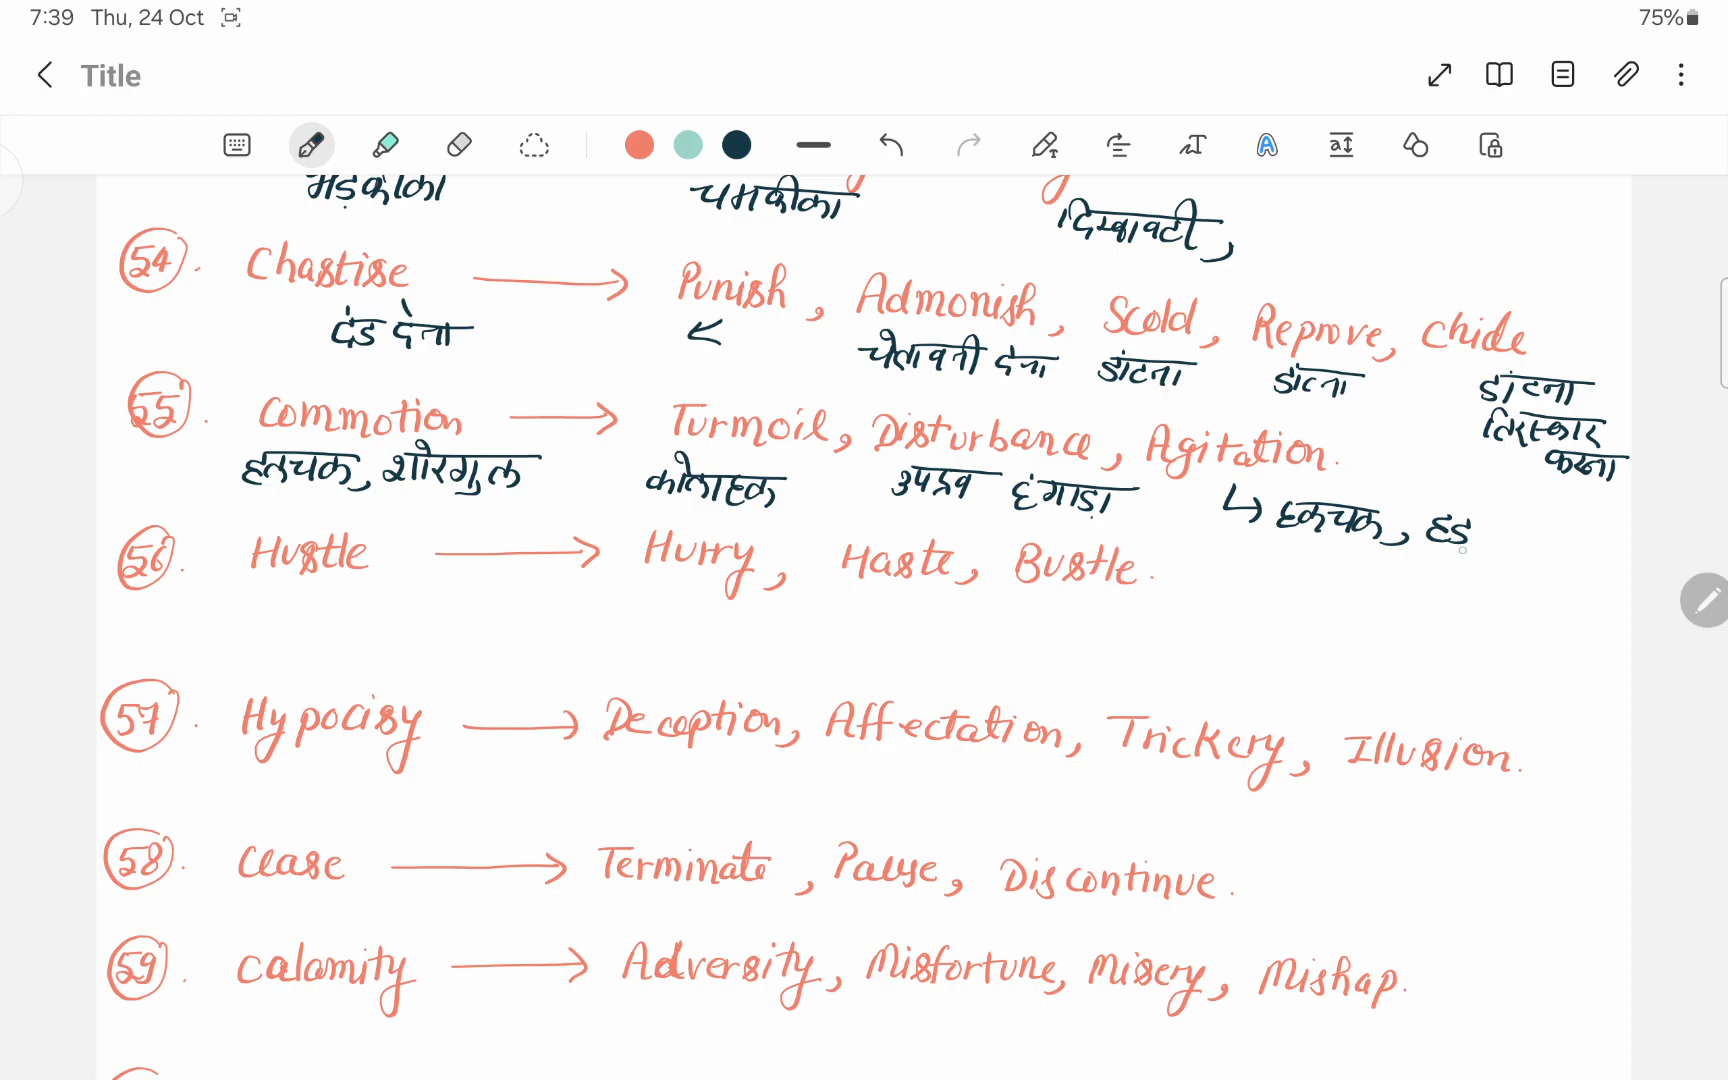 7:39 Thu, 24 Oct 75%
Title
भड़कीला चमकीला दिखावटी,
54. Chastise → Punish, Admonish, Scold, Reprove, Chide
दंड देना चेतावनी देना डांटना डांटना डांटना
तिरस्कार
करना
55. Commotion → Turmoil, Disturbance, Agitation.
हलचल, शोरगुल कोलाहल उपद्रव दंगा हलचल, हड़
56. Hustle → Hurry, Haste, Bustle.
57. Hypocisy → Deception, Affectation, Trickery, Illusion.
58. Cease → Terminate, Pause, Discontinue.
59. Calamity → Adversity, Misfortune, Misery, Mishap.